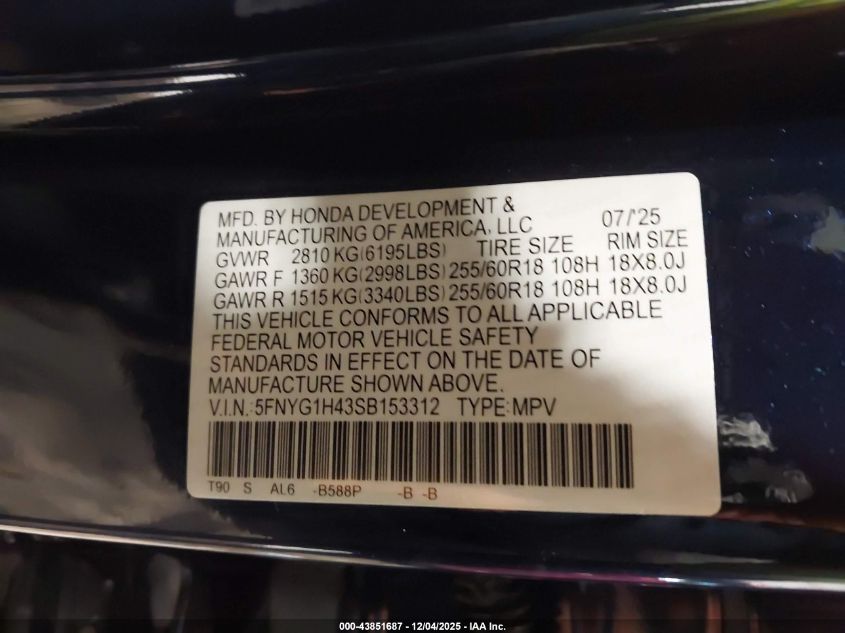 MFD. BY HONDA DEVELOPMENT & MANUFACTURING OF AMERICA, LLC 07/'25
GVWR 2810 KG(6195LBS) TIRE SIZE RIM SIZE
GAWR F 1360 KG(2998LBS) 255/60R18 108H 18X8.0J
GAWR R 1515 KG(3340LBS) 255/60R18 108H 18X8.0J
THIS VEHICLE CONFORMS TO ALL APPLICABLE
FEDERAL MOTOR VEHICLE SAFETY
STANDARDS IN EFFECT ON THE DATE OF
MANUFACTURE SHOWN ABOVE.
V.I.N.:5FNYG1H43SB153312 TYPE:MPV
T90 S AL6 -B588P -B -B
000-43851687 - 12/04/2025 - IAA Inc.